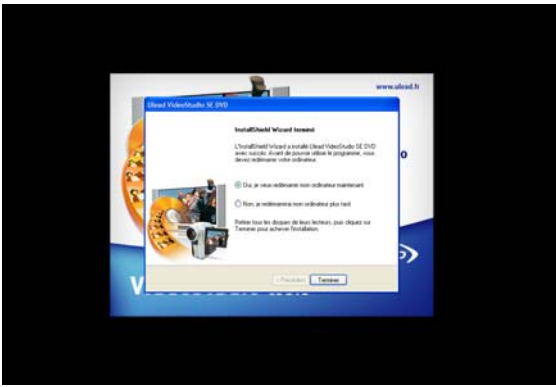 www.ulead.fr
Ulead VideoStudio SE DVD
InstallShield Wizard terminé
L'InstallShield Wizard a installé Ulead VideoStudio SE DVD
avec succès. Avant de pouvoir utiliser le programme, vous
devez redémarrer votre ordinateur.
Oui, je veux redémarrer mon ordinateur maintenant.
Non, je redémarrerai mon ordinateur plus tard.
Retirer tous les disques de leurs lecteurs, puis cliquez sur
Terminer pour achever l'installation.
< Précédent
Terminer